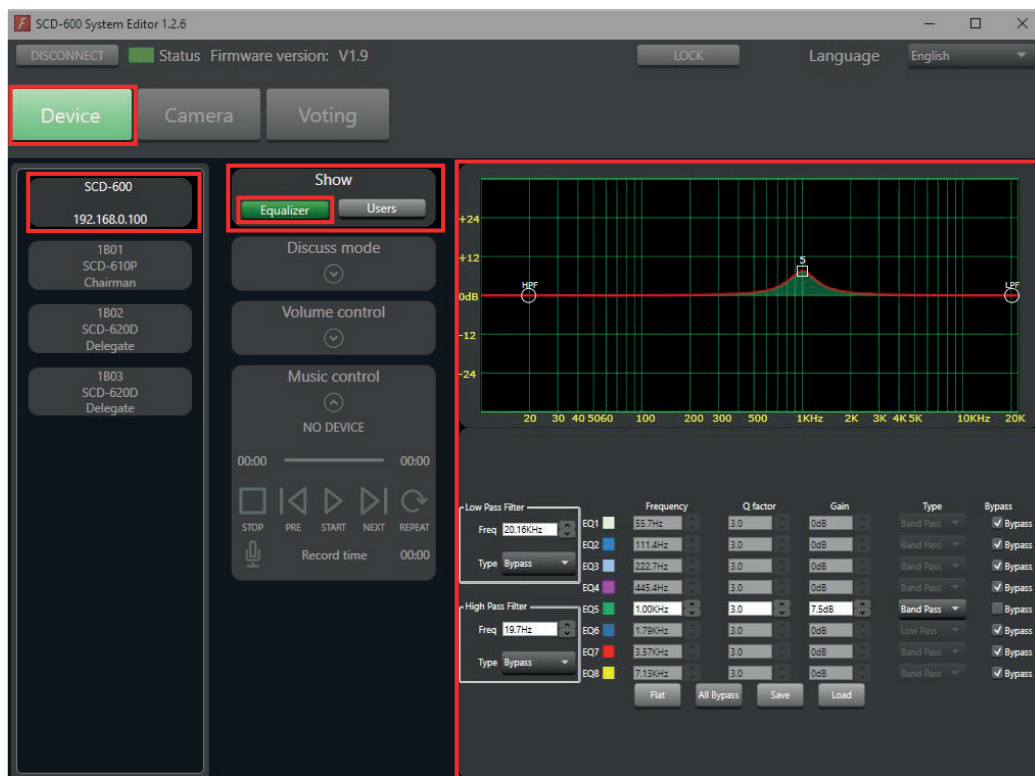 SCD-600 System Editor 1.2.6
DISCONNECT Status Firmware version: V1.9 LOCK Language English
Device Camera Voting
SCD-600
192.168.0.100
1B01
SCD-610P
Chairman
1B02
SCD-620D
Delegate
1B03
SCD-620D
Delegate
Show
Equalizer Users
Discuss mode
Volume control
Music control
NO DEVICE
00:00 00:00
STOP PRE START NEXT REPEAT
Record time 00:00
+24
+12
0dB
-12
-24
HPF 5 LPF
20 30 40 50 60 100 200 300 500 1KHz 2K 3K 4K 5K 10KHz 20K
Low Pass Filter
Freq 20.16KHz
Type Bypass
High Pass Filter
Freq 19.7Hz
Type Bypass
Frequency Q factor Gain Type Bypass
EQ1 55.7Hz 3.0 0dB Band Pass Bypass
EQ2 111.4Hz 3.0 0dB Band Pass Bypass
EQ3 222.7Hz 3.0 0dB Band Pass Bypass
EQ4 445.4Hz 3.0 0dB Band Pass Bypass
EQ5 1.00KHz 3.0 7.5dB Band Pass Bypass
EQ6 1.79KHz 3.0 0dB Low Pass Bypass
EQ7 3.57KHz 3.0 0dB Band Pass Bypass
EQ8 7.13KHz 3.0 0dB Band Pass Bypass
Flat All Bypass Save Load